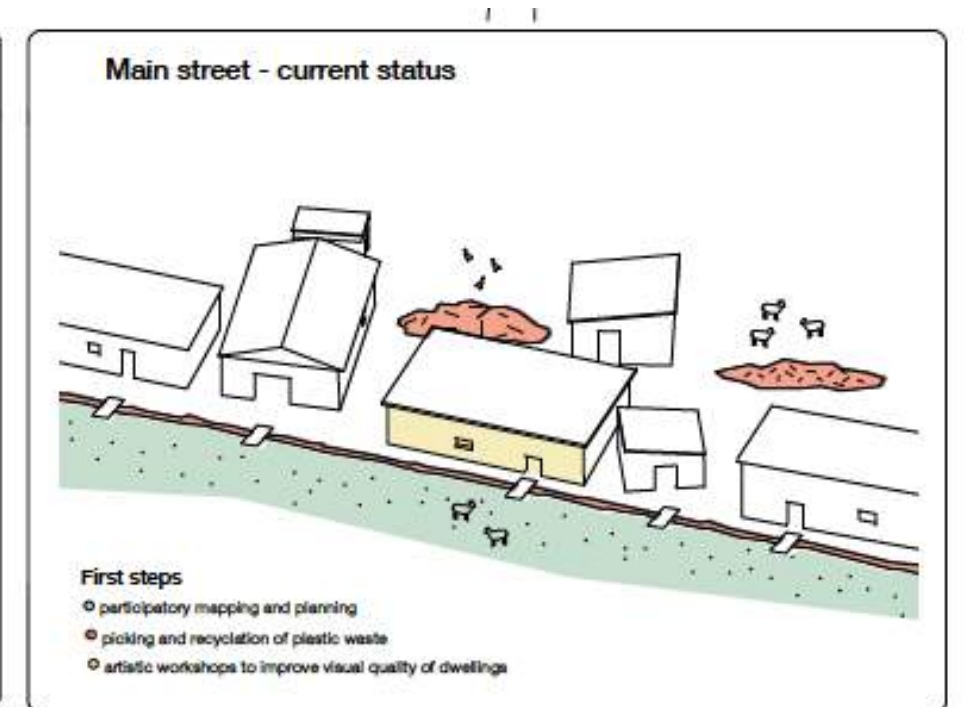 Main street - current status
First steps
participatory mapping and planning
picking and recyclation of plastic waste
artistic workshops to improve visual quality of dwellings